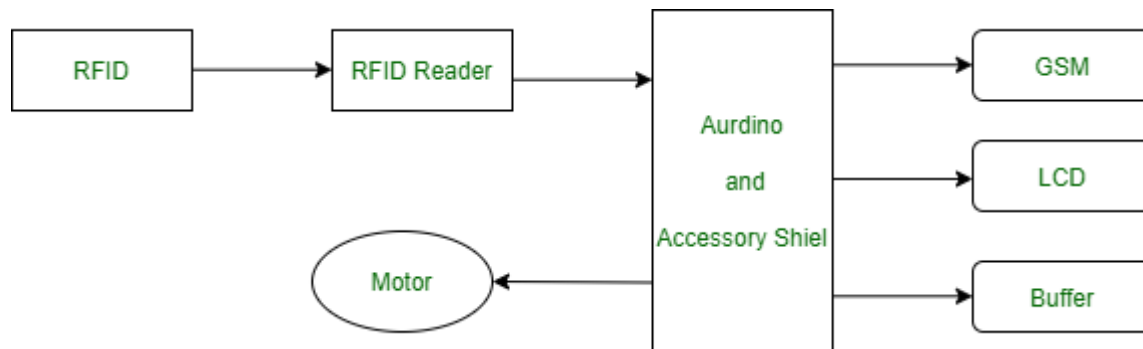 RFID
RFID Reader
Aurdino
and
Accessory Shiel
GSM
LCD
Motor
Buffer